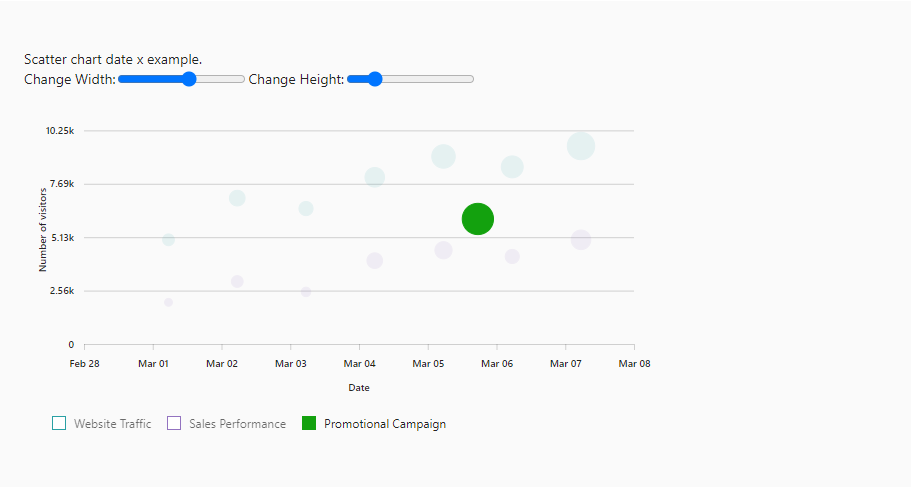 Scatter chart date x example.
Change Width: Change Height:
10.25k
7.69k
5.13k
2.56k
0
Number of visitors
Feb 28 Mar 01 Mar 02 Mar 03 Mar 04 Mar 05 Mar 06 Mar 07 Mar 08
Date
Website Traffic Sales Performance Promotional Campaign